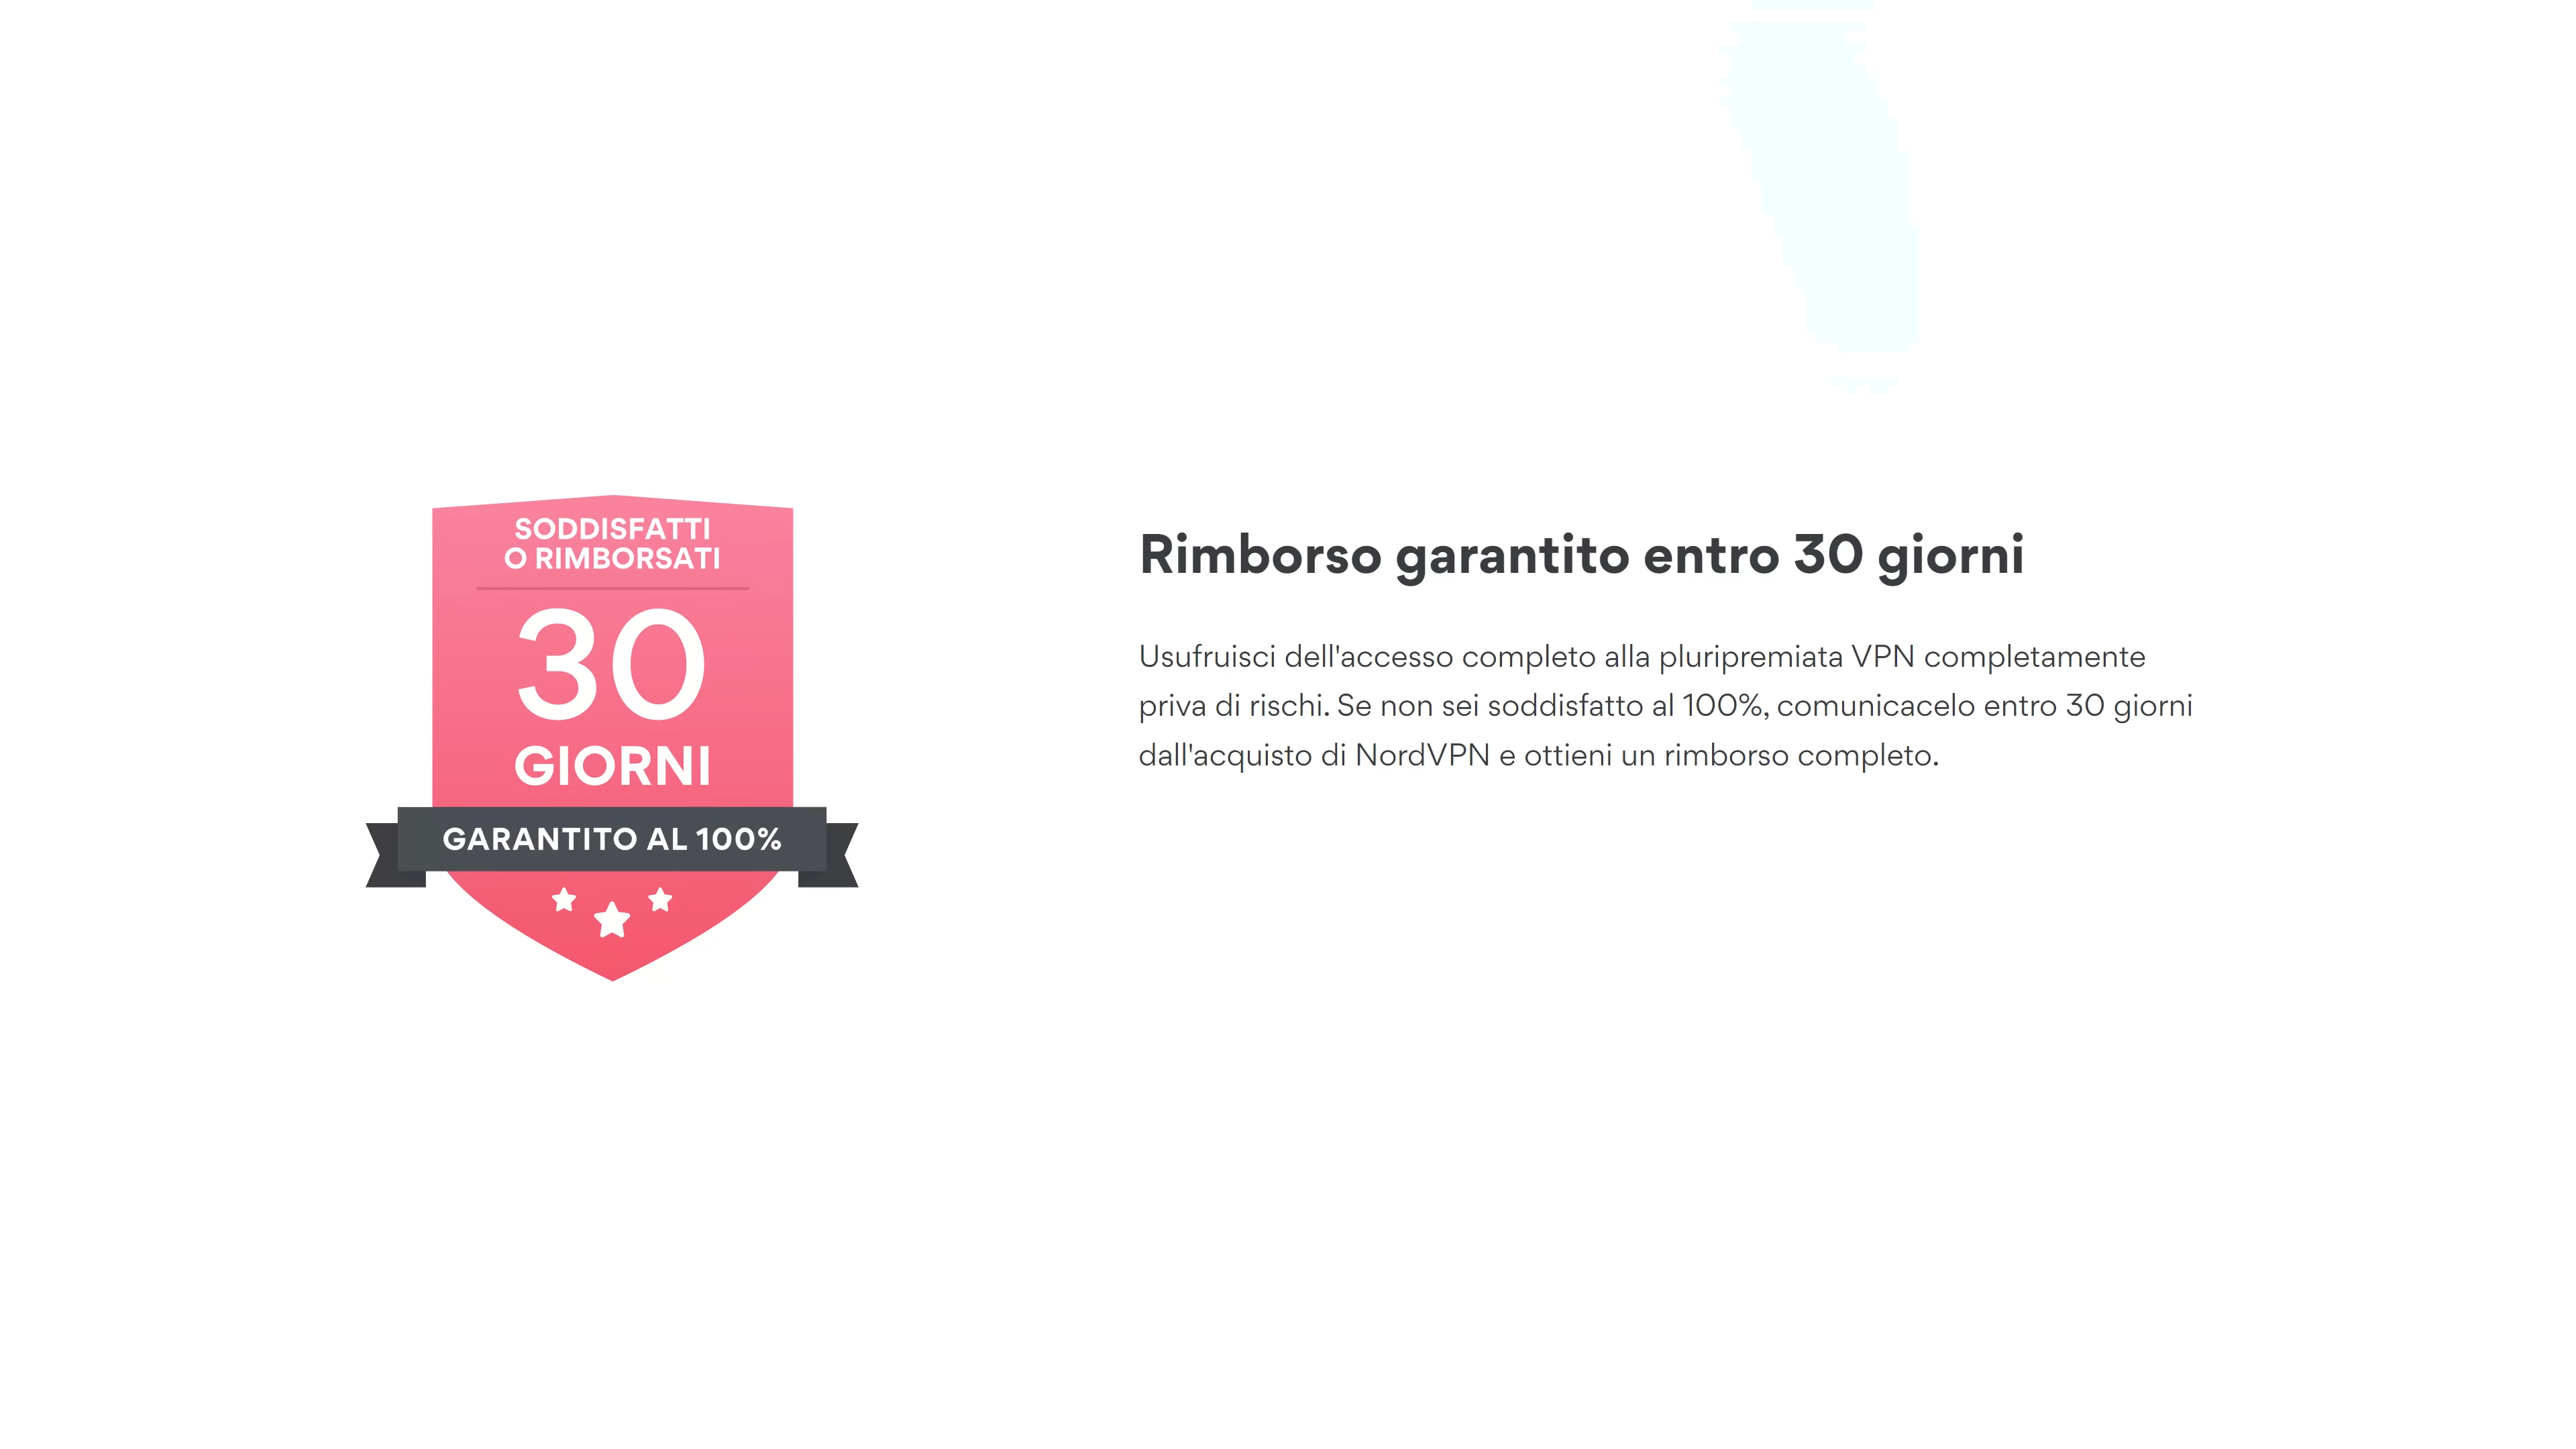 SODDISFATTI
O RIMBORSATI
30
GIORNI
GARANTITO AL 100%
Rimborso garantito entro 30 giorni
Usufruisci dell'accesso completo alla pluripremiata VPN completamente
priva di rischi. Se non sei soddisfatto al 100%, comunicacelo entro 30 giorni
dall'acquisto di NordVPN e ottieni un rimborso completo.